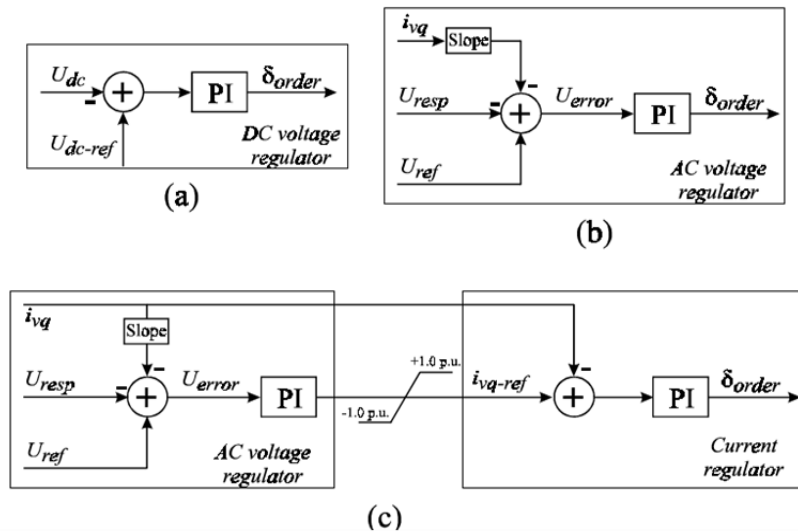 U_dc
-
+
PI
δ_order
U_dc-ref
DC voltage
regulator
(a)
i_vq
Slope
-
U_resp
-
+
U_error
PI
δ_order
U_ref
AC voltage
regulator
(b)
i_vq
Slope
-
U_resp
-
+
U_error
PI
U_ref
AC voltage
regulator
+1.0 p.u.
-1.0 p.u.
i_vq-ref
-
+
PI
δ_order
Current
regulator
(c)